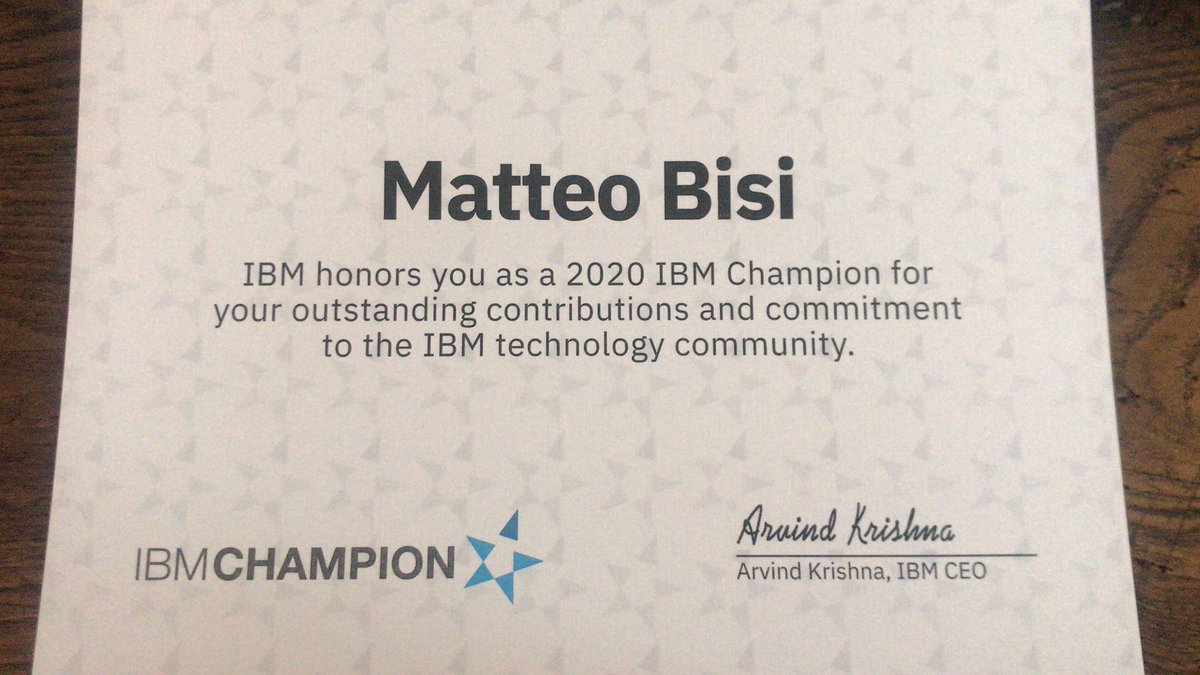 Matteo Bisi
IBM honors you as a 2020 IBM Champion for
your outstanding contributions and commitment
to the IBM technology community.
IBMCHAMPION
Arvind Krishna
Arvind Krishna, IBM CEO